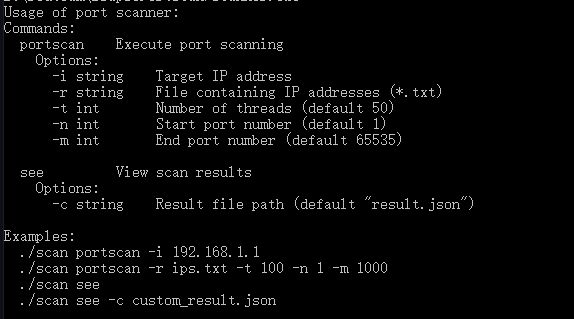 Usage of port scanner:
Commands:
  portscan    Execute port scanning
    Options:
      -i string    Target IP address
      -r string    File containing IP addresses (*.txt)
      -t int       Number of threads (default 50)
      -n int       Start port number (default 1)
      -m int       End port number (default 65535)
  see         View scan results
    Options:
      -c string    Result file path (default "result.json")
Examples:
  ./scan portscan -i 192.168.1.1
  ./scan portscan -r ips.txt -t 100 -n 1 -m 1000
  ./scan see
  ./scan see -c custom_result.json